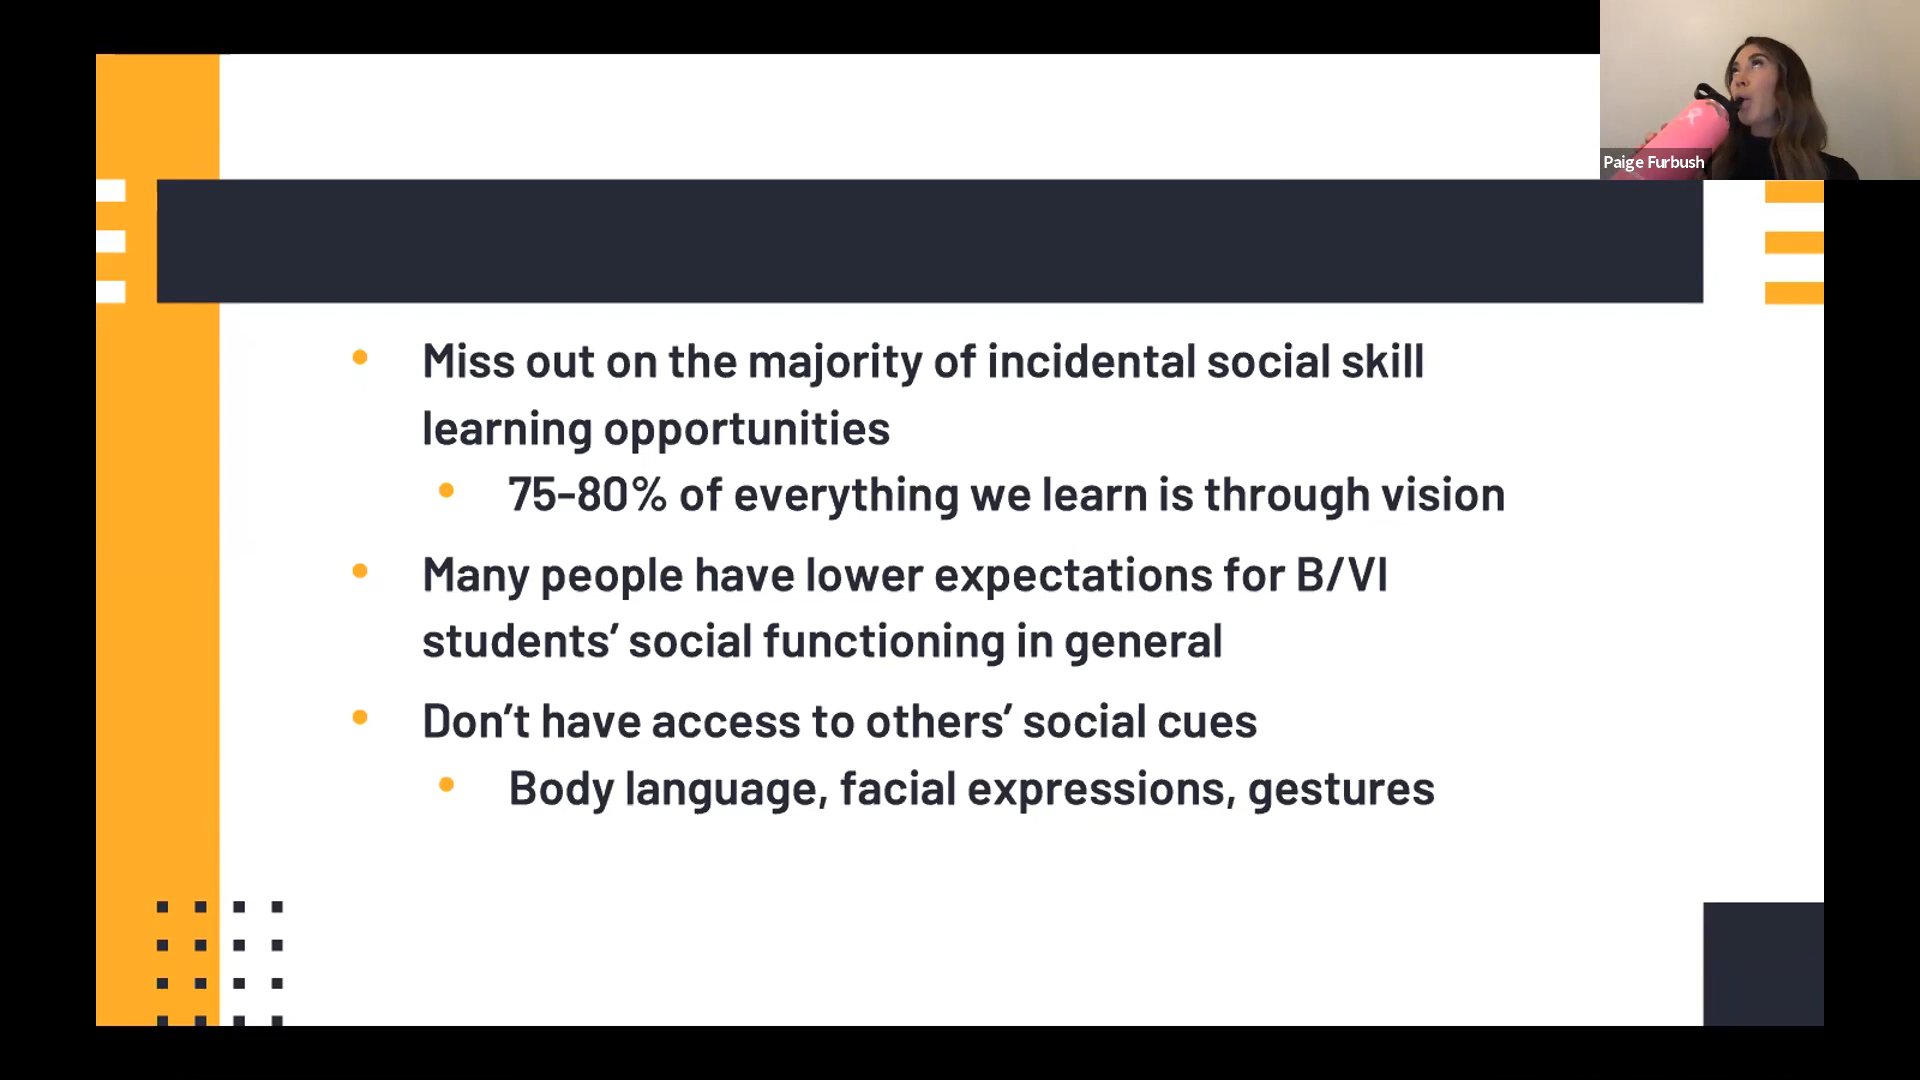 Paige Furbush
Miss out on the majority of incidental social skill
learning opportunities
75-80% of everything we learn is through vision
Many people have lower expectations for B/VI
students’ social functioning in general
Don’t have access to others’ social cues
Body language, facial expressions, gestures